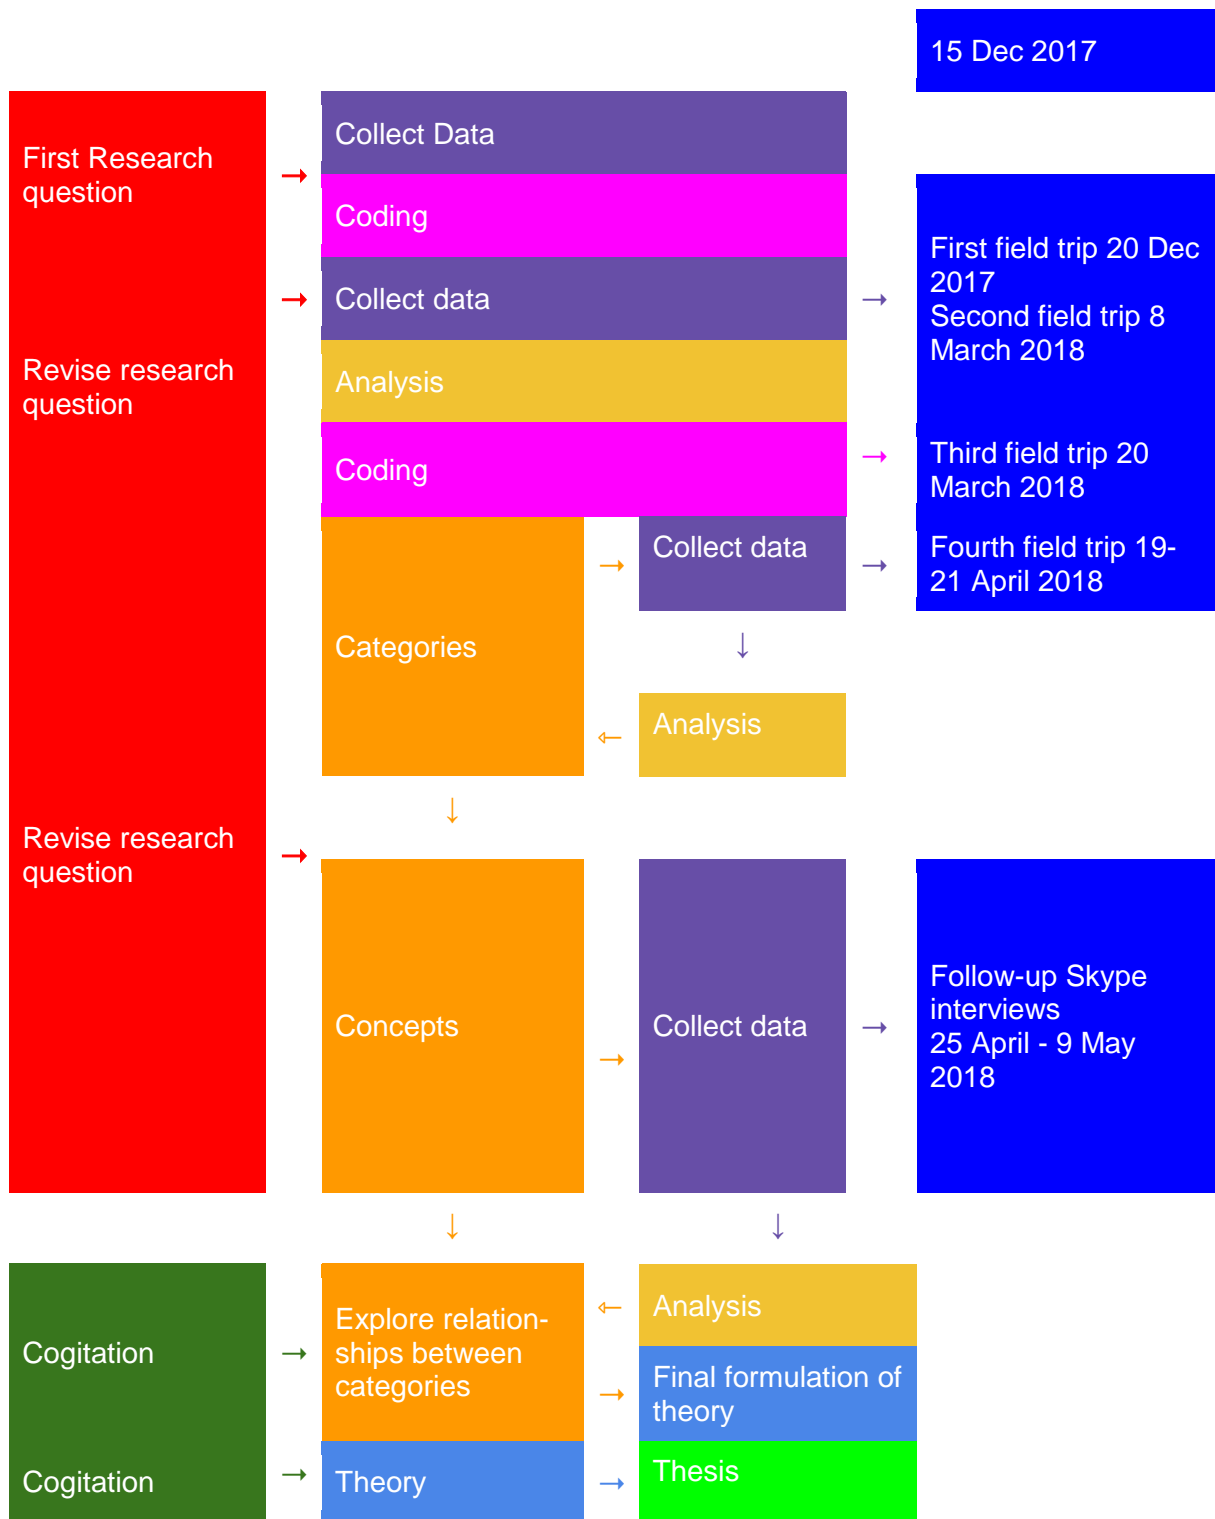 15 Dec 2017
First Research
question
Collect Data
Coding
Collect data
First field trip 20 Dec
2017
Second field trip 8
March 2018
Revise research
question
Analysis
Coding
Third field trip 20
March 2018
Categories
Collect data
Fourth field trip 19-
21 April 2018
Analysis
Revise research
question
Concepts
Collect data
Follow-up Skype
interviews
25 April - 9 May
2018
Cogitation
Explore relation-
ships between
categories
Analysis
Final formulation of
theory
Cogitation
Theory
Thesis